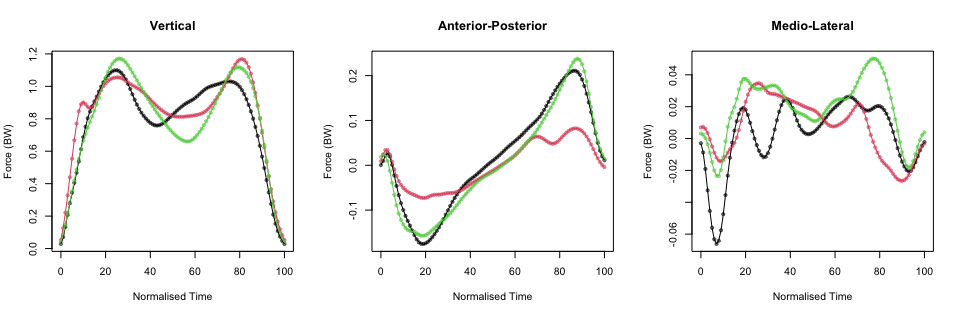 Vertical
Force (BW)
1.2
1.0
0.8
0.6
0.4
0.2
0.0
0 20 40 60 80 100
Normalised Time
Anterior-Posterior
Force (BW)
0.2
0.1
0.0
-0.1
0 20 40 60 80 100
Normalised Time
Medio-Lateral
Force (BW)
0.04
0.02
0.00
-0.02
-0.06
0 20 40 60 80 100
Normalised Time